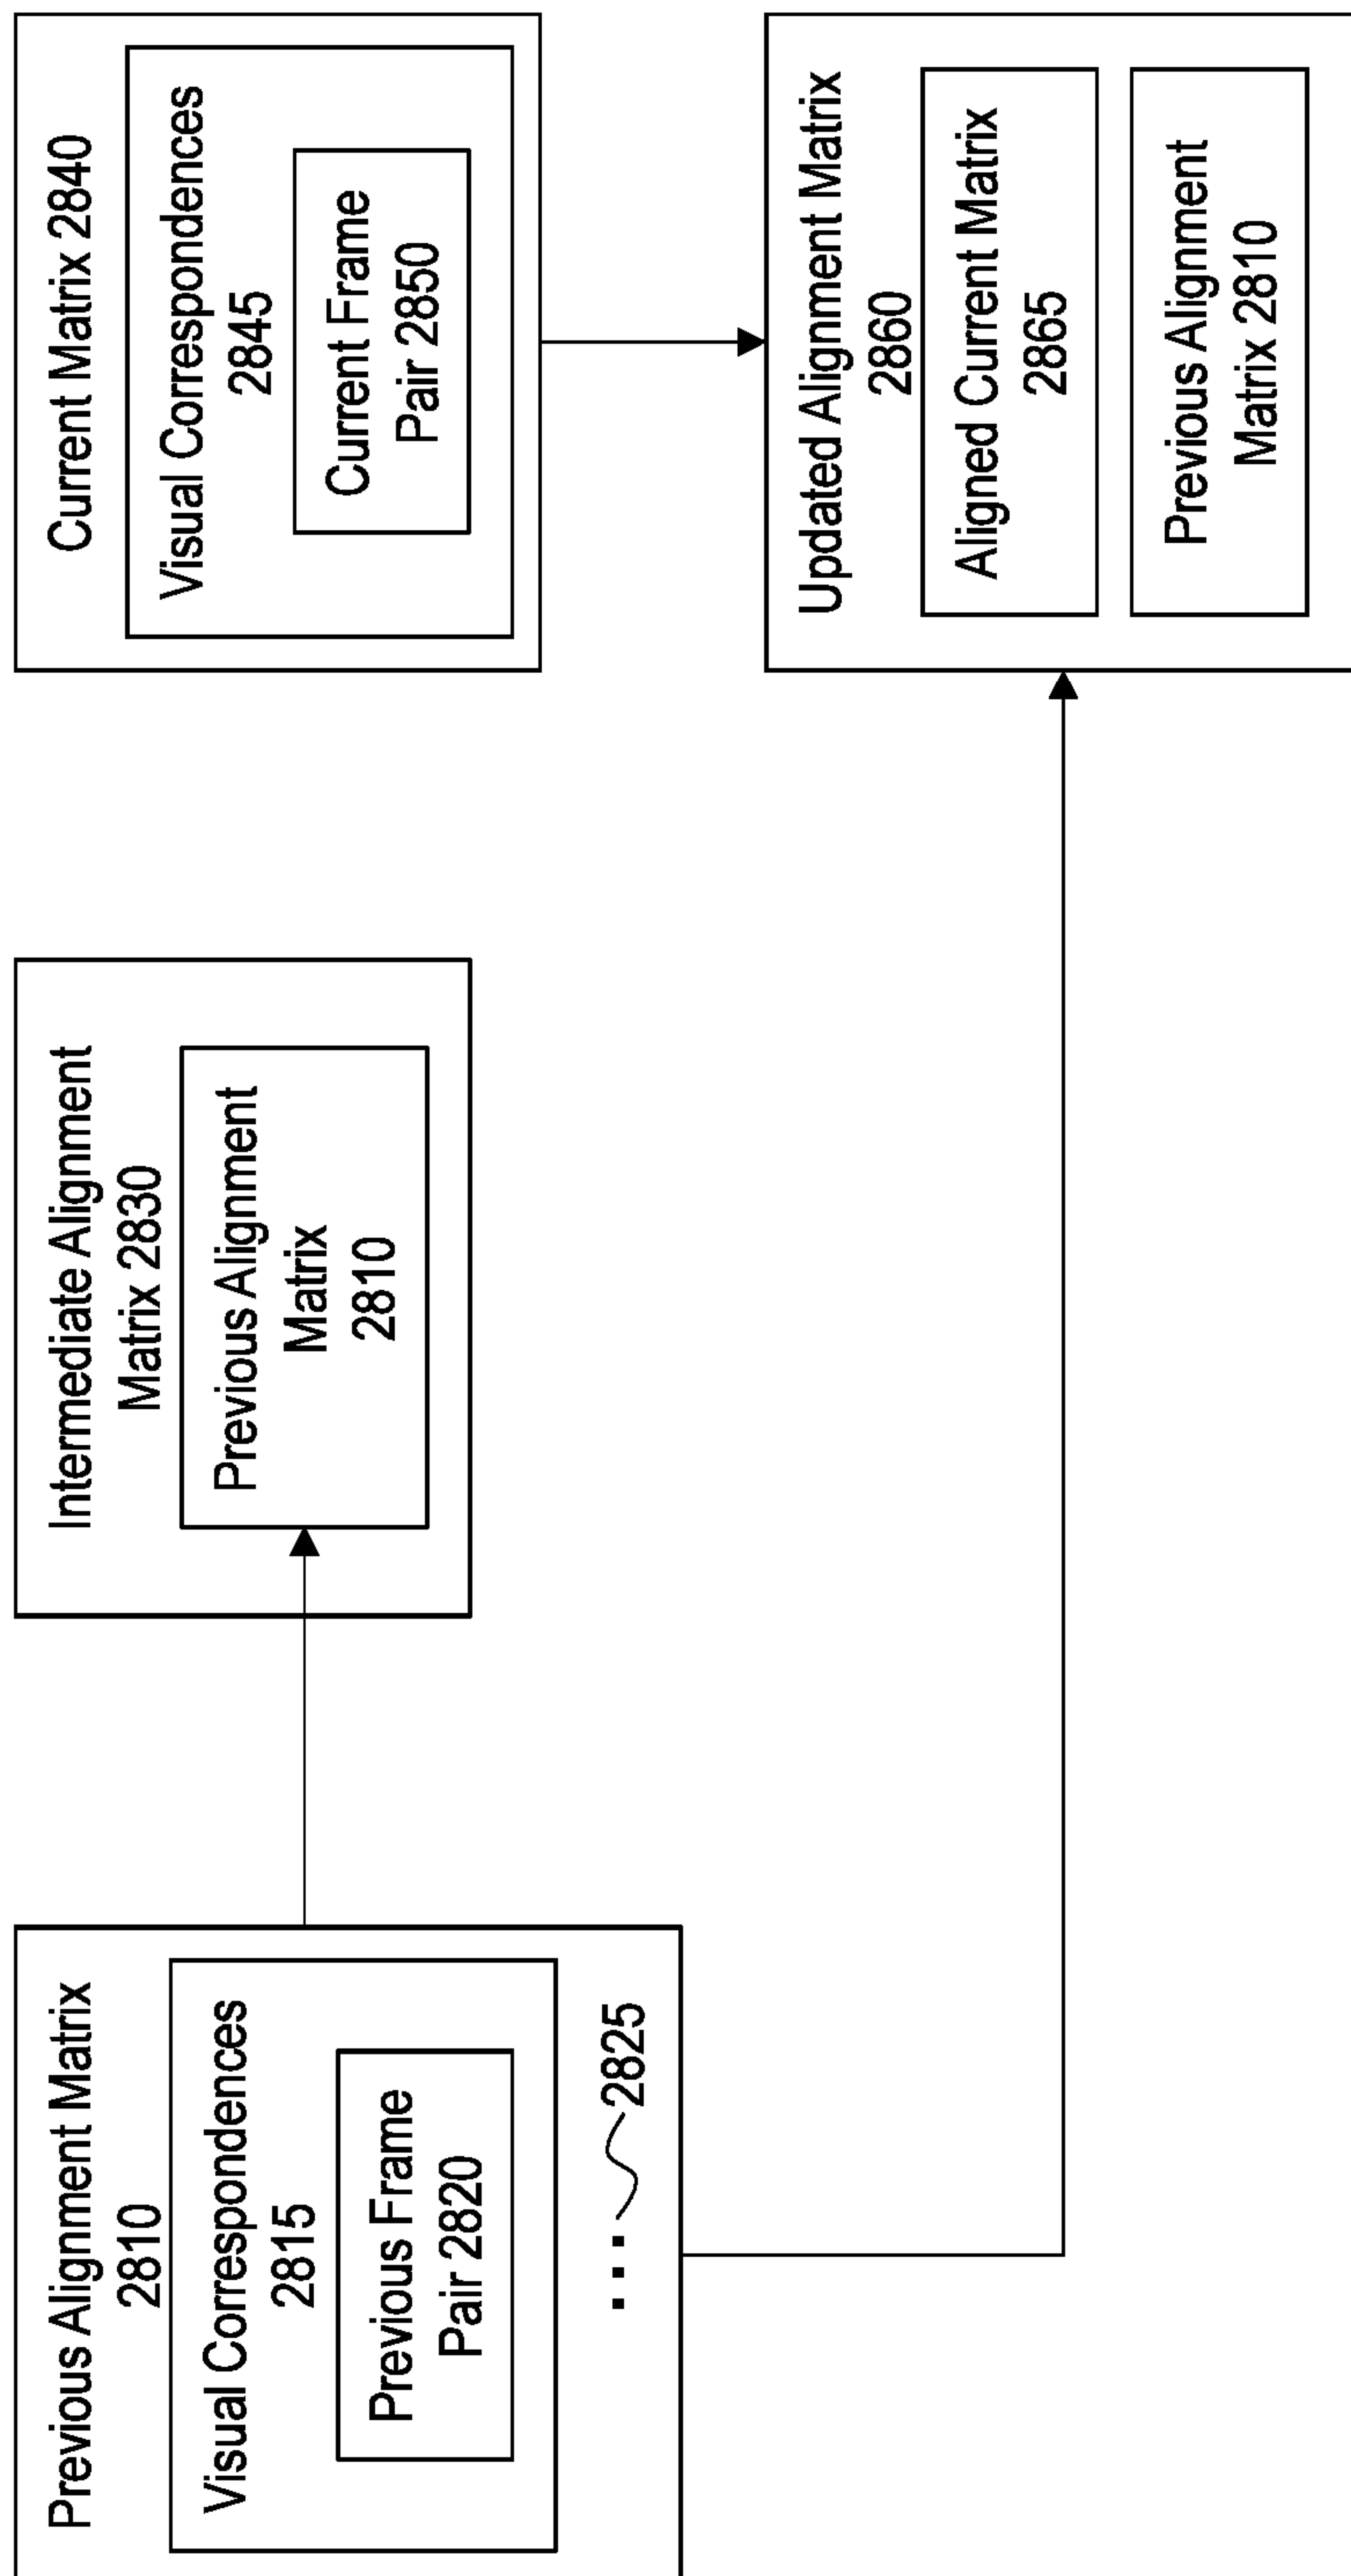 Previous Alignment Matrix
2810
Visual Correspondences
2815
Previous Frame
Pair 2820
2825
Intermediate Alignment
Matrix 2830
Previous Alignment
Matrix
2810
Current Matrix 2840
Visual Correspondences
2845
Current Frame
Pair 2850
Updated Alignment Matrix
2860
Aligned Current Matrix
2865
Previous Alignment
Matrix 2810